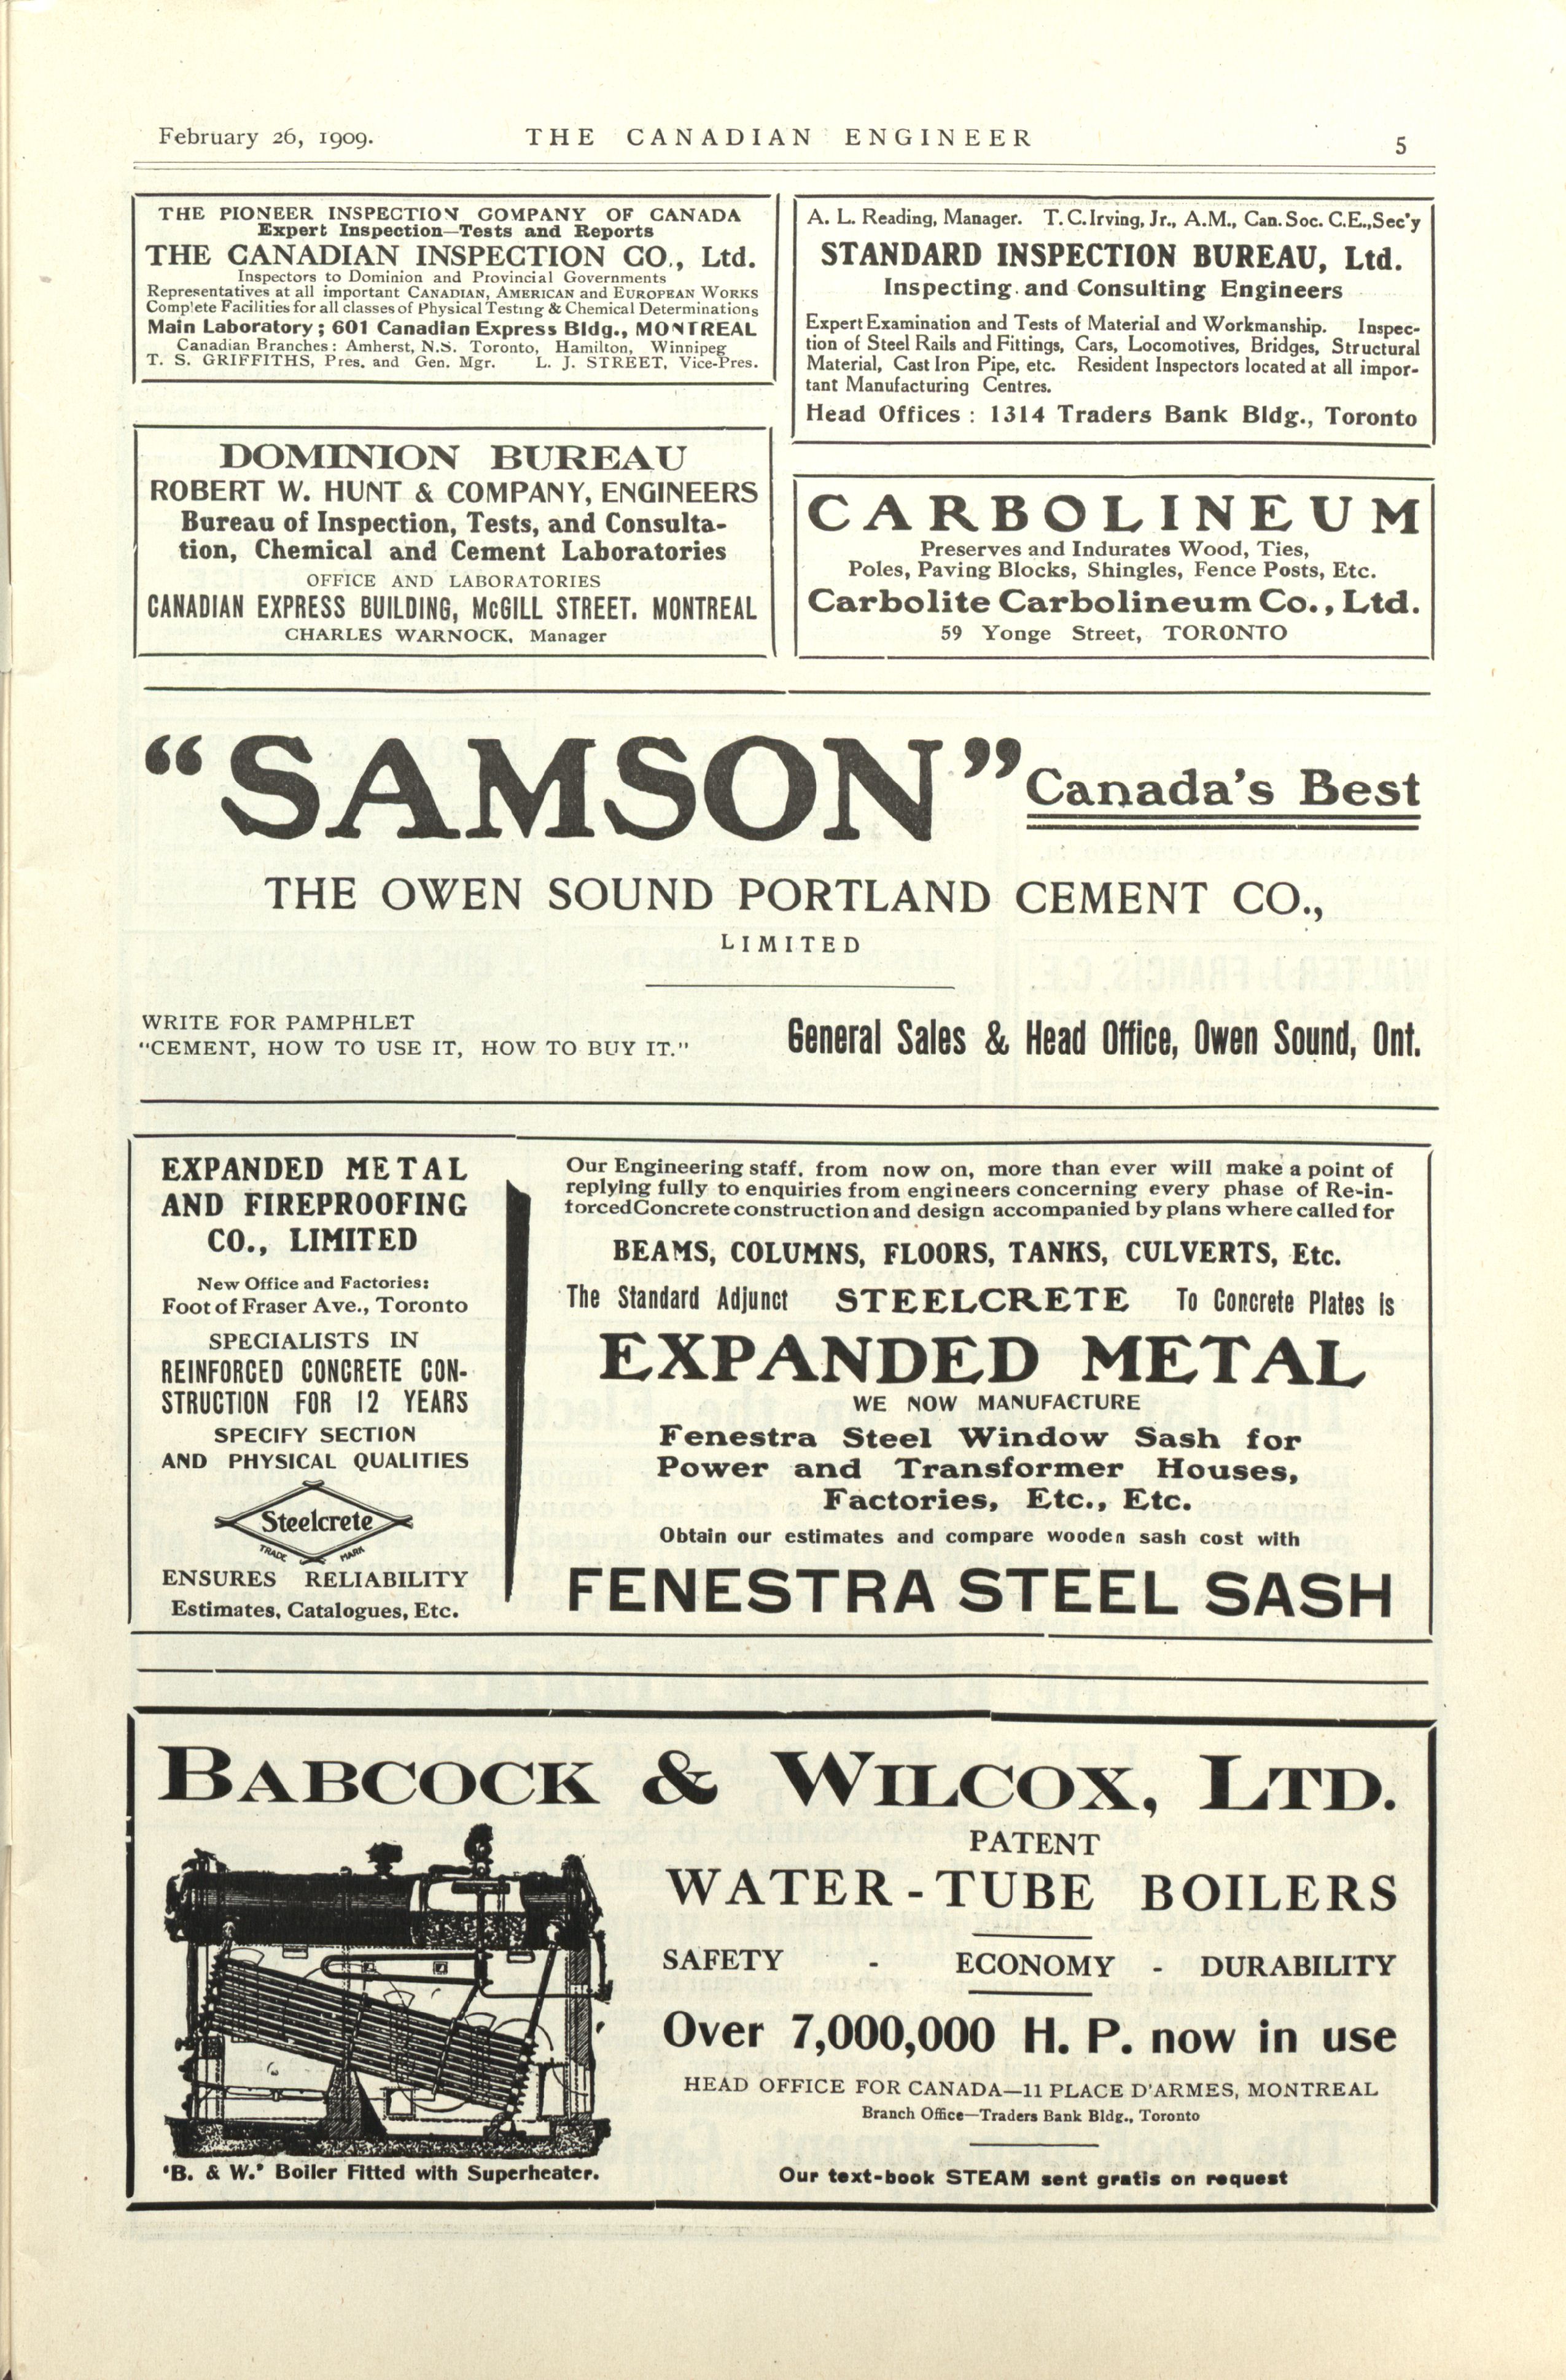 February 26, 1909. THE CANADIAN ENGINEER 5
THE PIONEER INSPECTION COMPANY OF CANADA
Expert Inspection—Tests and Reports
THE CANADIAN INSPECTION CO., Ltd.
Inspectors to Dominion and Provincial Governments
Representatives at all important CANADIAN, AMERICAN and EUROPEAN WORKS
Complete Facilities for all classes of Physical Testing & Chemical Determinations
Main Laboratory; 601 Canadian Express Bldg., MONTREAL
Canadian Branches: Amherst, N.S. Toronto, Hamilton, Winnipeg
T. S. GRIFFITHS, Pres. and Gen. Mgr. L. J. STREET, Vice-Pres.
A. L. Reading, Manager. T. C. Irving, Jr., A.M., Can. Soc. C.E., Sec'y
STANDARD INSPECTION BUREAU, Ltd.
Inspecting and Consulting Engineers
Expert Examination and Tests of Material and Workmanship. Inspec-
tion of Steel Rails and Fittings, Cars, Locomotives, Bridges, Structural
Material, Cast Iron Pipe, etc. Resident Inspectors located at all impor-
tant Manufacturing Centres.
Head Offices : 1314 Traders Bank Bldg., Toronto
DOMINION BUREAU
ROBERT W. HUNT & COMPANY, ENGINEERS
Bureau of Inspection, Tests, and Consulta-
tion, Chemical and Cement Laboratories
OFFICE AND LABORATORIES
CANADIAN EXPRESS BUILDING, McGILL STREET. MONTREAL
CHARLES WARNOCK, Manager
CARBOLINEUM
Preserves and Indurates Wood, Ties,
Poles, Paving Blocks, Shingles, Fence Posts, Etc.
Carbolite Carbolineum Co., Ltd.
59 Yonge Street, TORONTO
"SAMSON" Canada's Best
THE OWEN SOUND PORTLAND CEMENT CO.,
LIMITED
WRITE FOR PAMPHLET
"CEMENT, HOW TO USE IT, HOW TO BUY IT."
General Sales & Head Office, Owen Sound, Ont.
EXPANDED METAL
AND FIREPROOFING
CO., LIMITED
New Office and Factories:
Foot of Fraser Ave., Toronto
SPECIALISTS IN
REINFORCED CONCRETE CON-
STRUCTION FOR 12 YEARS
SPECIFY SECTION
AND PHYSICAL QUALITIES
Steelcrete
TRADE MARK
ENSURES RELIABILITY
Estimates, Catalogues, Etc.
Our Engineering staff, from now on, more than ever will make a point of
replying fully to enquiries from engineers concerning every phase of Re-in-
forced Concrete construction and design accompanied by plans where called for
BEAMS, COLUMNS, FLOORS, TANKS, CULVERTS, Etc.
The Standard Adjunct STEELCRETE To Concrete Plates is
EXPANDED METAL
WE NOW MANUFACTURE
Fenestra Steel Window Sash for
Power and Transformer Houses,
Factories, Etc., Etc.
Obtain our estimates and compare wooden sash cost with
FENESTRA STEEL SASH
BABCOCK & WILCOX, LTD.
PATENT
WATER-TUBE BOILERS
SAFETY - ECONOMY - DURABILITY
Over 7,000,000 H. P. now in use
HEAD OFFICE FOR CANADA—11 PLACE D'ARMES, MONTREAL
Branch Office—Traders Bank Bldg., Toronto
'B. & W.' Boiler Fitted with Superheater.
Our text-book STEAM sent gratis on request